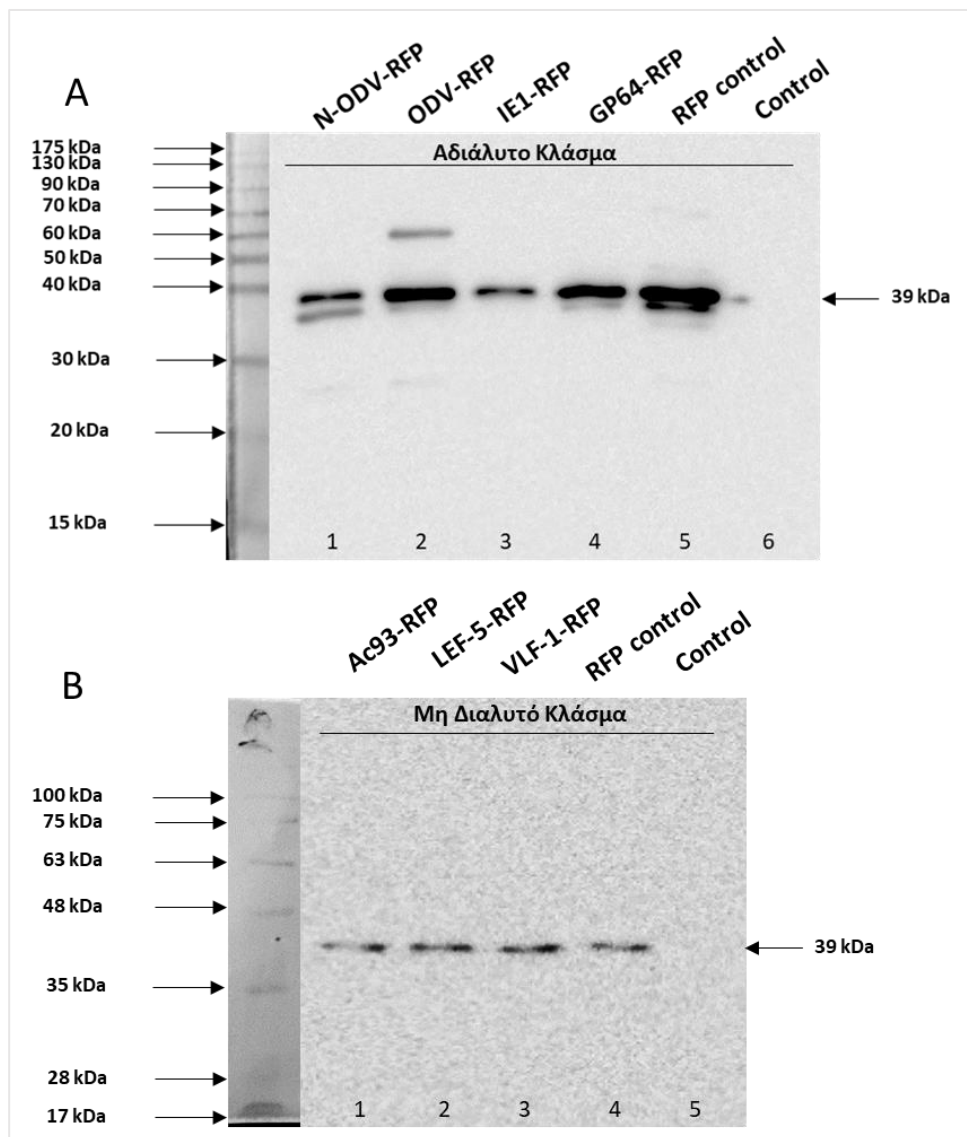 A
N-ODV-RFP
ODV-RFP
IE1-RFP
GP64-RFP
RFP control
Control
Αδιάλυτο Κλάσμα
175 kDa
130 kDa
90 kDa
70 kDa
60 kDa
50 kDa
40 kDa
39 kDa
30 kDa
20 kDa
15 kDa
1 2 3 4 5 6
B
Ac93-RFP
LEF-5-RFP
VLF-1-RFP
RFP control
Control
Μη Διαλυτό Κλάσμα
100 kDa
75 kDa
63 kDa
48 kDa
39 kDa
35 kDa
28 kDa
17 kDa
1 2 3 4 5